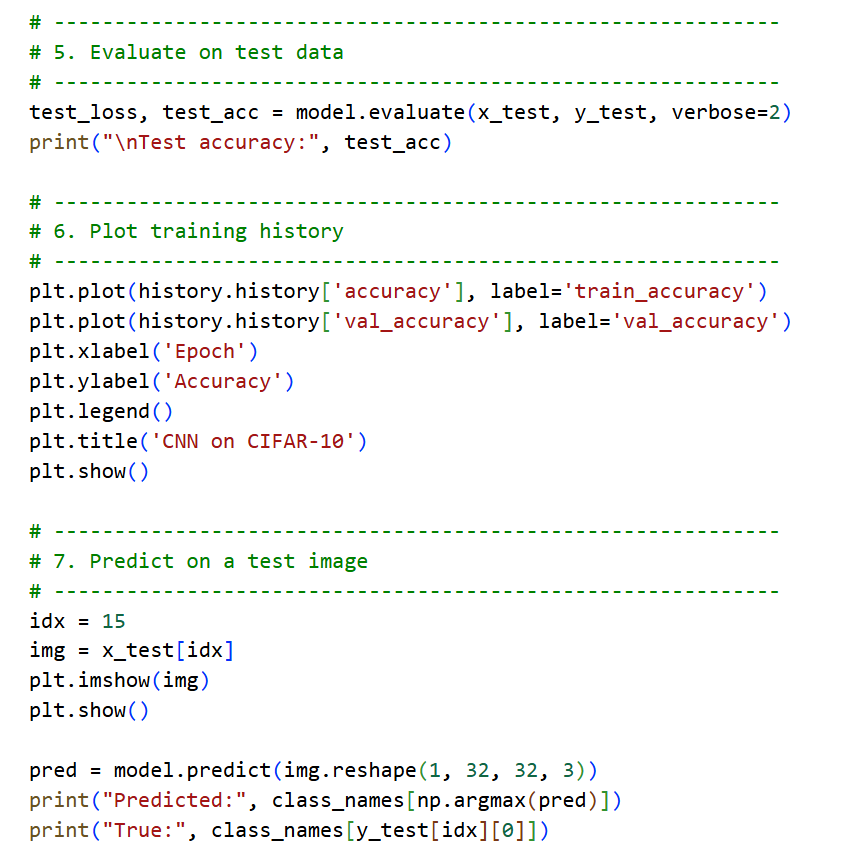 # ------------------------------------------------------------
# 5. Evaluate on test data
# ------------------------------------------------------------
test_loss, test_acc = model.evaluate(x_test, y_test, verbose=2)
print("\nTest accuracy:", test_acc)

# ------------------------------------------------------------
# 6. Plot training history
# ------------------------------------------------------------
plt.plot(history.history['accuracy'], label='train_accuracy')
plt.plot(history.history['val_accuracy'], label='val_accuracy')
plt.xlabel('Epoch')
plt.ylabel('Accuracy')
plt.legend()
plt.title('CNN on CIFAR-10')
plt.show()

# ------------------------------------------------------------
# 7. Predict on a test image
# ------------------------------------------------------------
idx = 15
img = x_test[idx]
plt.imshow(img)
plt.show()

pred = model.predict(img.reshape(1, 32, 32, 3))
print("Predicted:", class_names[np.argmax(pred)])
print("True:", class_names[y_test[idx][0]])